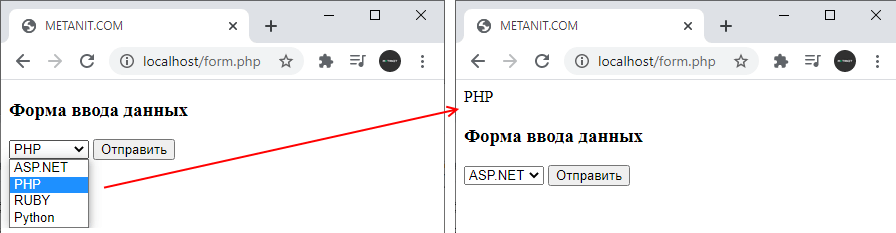 METANIT.COM
localhost/form.php
Форма ввода данных
PHP Отправить
ASP.NET
PHP
RUBY
Python
METANIT.COM
localhost/form.php
PHP
Форма ввода данных
ASP.NET Отправить